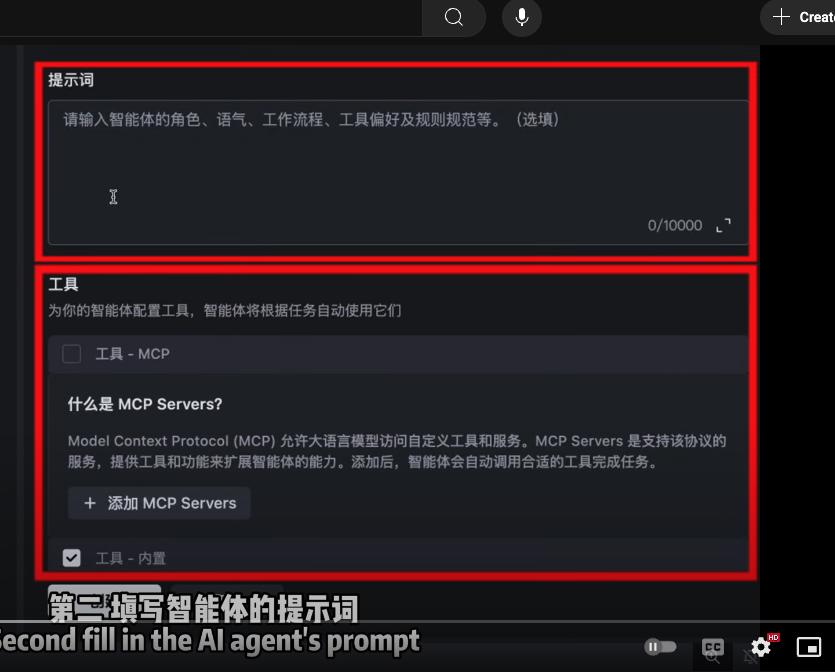 Create
提示词
请输入智能体的角色、语气、工作流程、工具偏好及规则规范等。（选填）
0/10000
工具
为你的智能体配置工具，智能体将根据任务自动使用它们
工具 - MCP
什么是 MCP Servers?
Model Context Protocol (MCP) 允许大语言模型访问自定义工具和服务。MCP Servers 是支持该协议的
服务，提供工具和功能来扩展智能体的能力。添加后，智能体会自动调用合适的工具完成任务。
+ 添加 MCP Servers
工具 - 内置
第二 填写智能体的提示词
Second fill in the AI agent's prompt
CC
HD